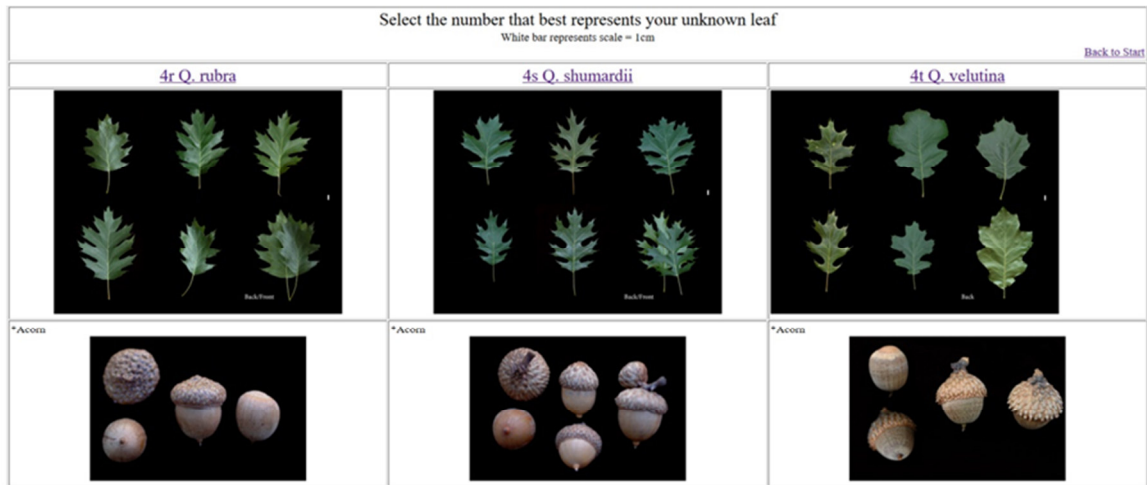 Select the number that best represents your unknown leaf
White bar represents scale = 1cm
Back to Start
4r Q. rubra
4s Q. shumardii
4t Q. velutina
Back/Front
Back/Front
Back
*Acorn
*Acorn
*Acorn